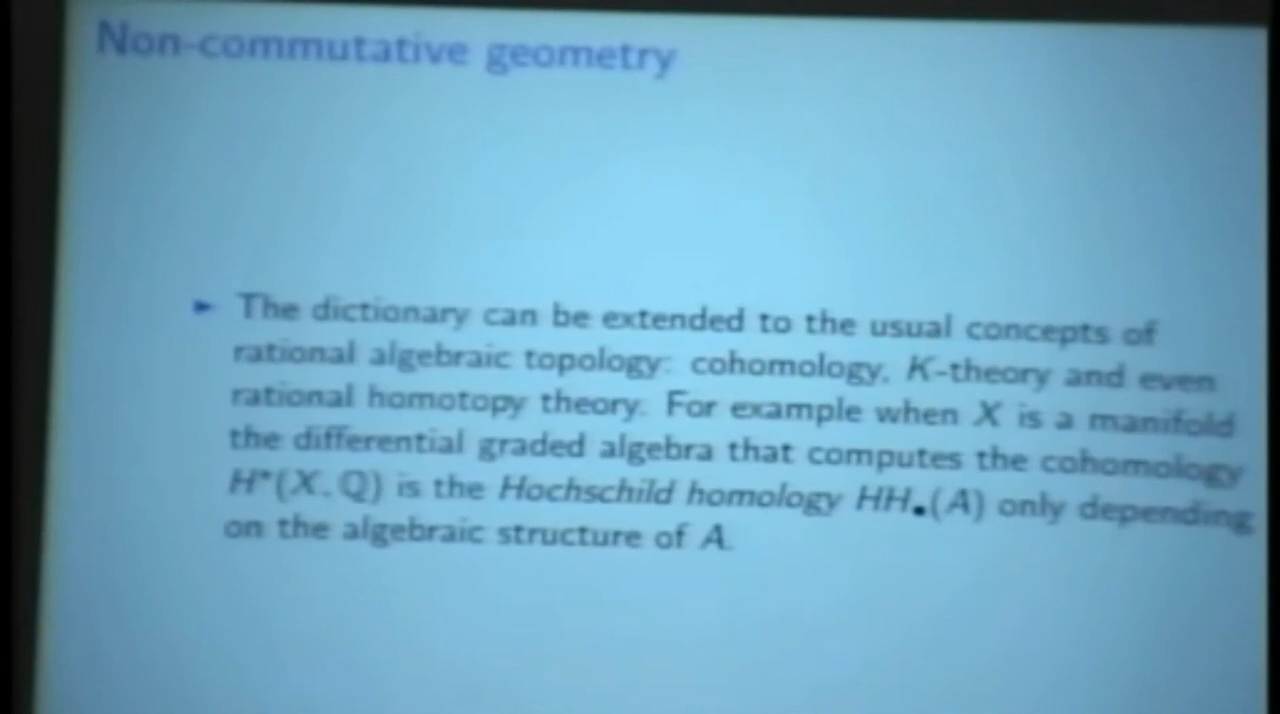 Non-commutative geometry
► The dictionary can be extended to the usual concepts of
rational algebraic topology: cohomology, K-theory and even
rational homotopy theory. For example when X is a manifold
the differential graded algebra that computes the cohomology
H*(X, Q) is the Hochschild homology HH•(A) only depending
on the algebraic structure of A.